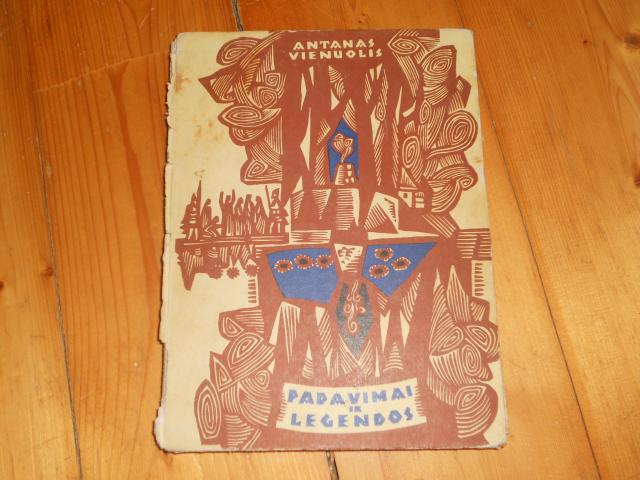 ANTANAS
VIENUOLIS
PADAVIMAI
IR
LEGENDOS